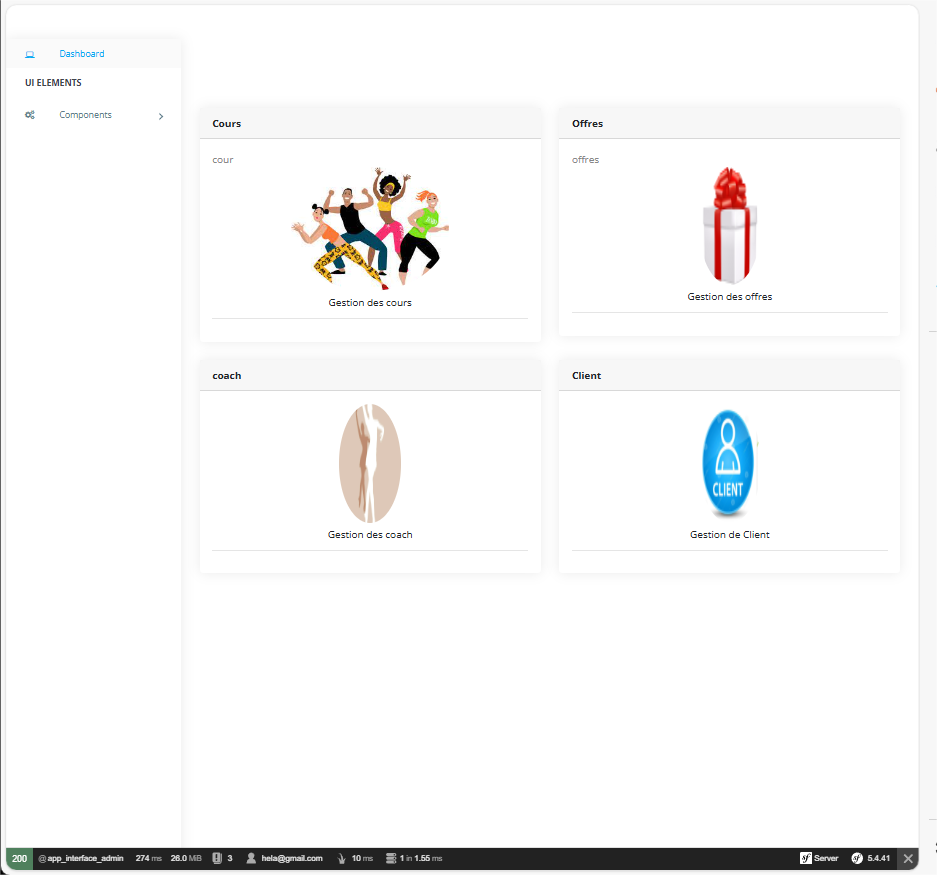 Dashboard
UI ELEMENTS
Components
Cours
cour
Gestion des cours
Offres
offres
Gestion des offres
coach
Gestion des coach
Client
CLIENT
Gestion de Client
200 @ app_interface_admin 274 ms 26.0 MiB 3 hela@gmail.com 10 ms 1 in 1.55 ms sf Server sf 5.4.41